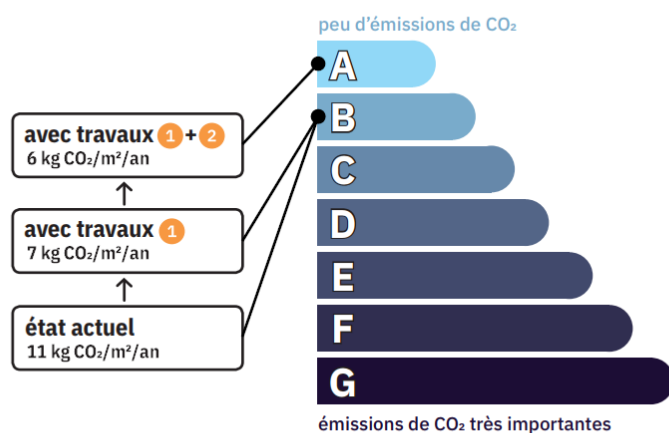 peu d’émissions de CO₂
A
B
C
D
E
F
G
émissions de CO₂ très importantes
avec travaux 1 + 2
6 kg CO₂/m²/an
avec travaux 1
7 kg CO₂/m²/an
état actuel
11 kg CO₂/m²/an